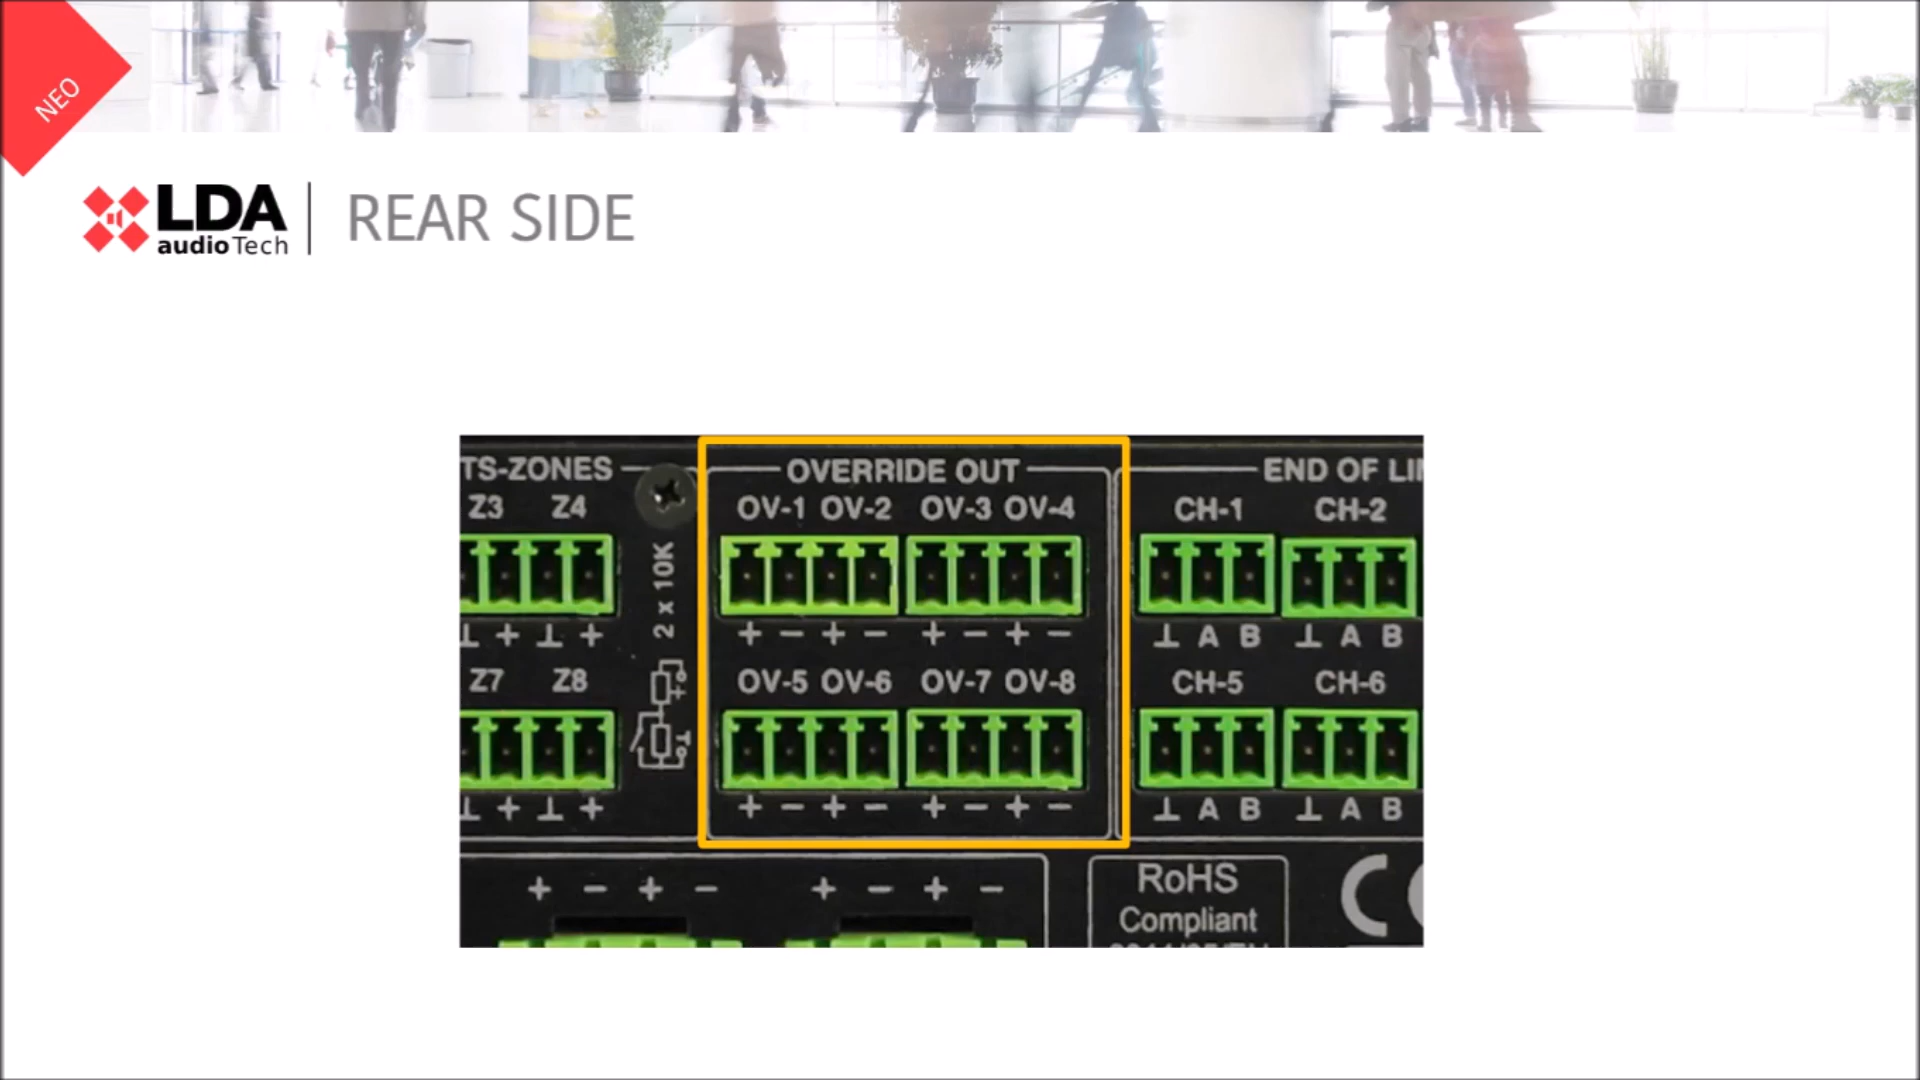 NEO
LDA
audioTech
REAR SIDE
TS-ZONES
Z3 Z4
⊥ + ⊥ +
Z7 Z8
⊥ + ⊥ +
2 x 10K
OVERRIDE OUT
OV-1 OV-2 OV-3 OV-4
+ − + − + − + −
OV-5 OV-6 OV-7 OV-8
+ − + − + − + −
END OF LI
CH-1 CH-2
⊥ A B ⊥ A B
CH-5 CH-6
⊥ A B ⊥ A B
+ − + − + − + −
RoHS
Compliant
CE